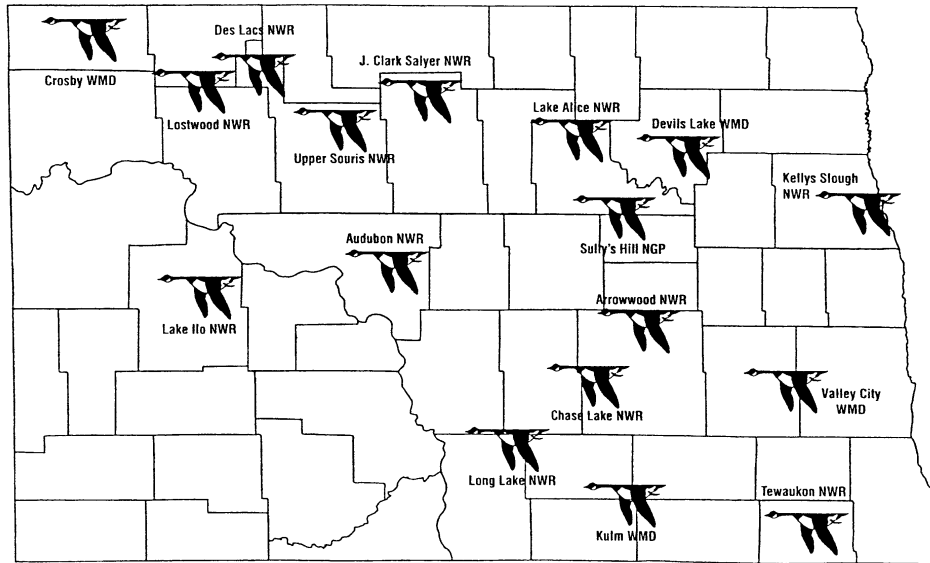 Des Lacs NWR
J. Clark Salyer NWR
Crosby WMD
Lake Alice NWR
Lostwood NWR
Devils Lake WMD
Upper Souris NWR
Kellys Slough
NWR
Audubon NWR
Sully's Hill NGP
Arrowwood NWR
Lake Ilo NWR
Valley City
WMD
Chase Lake NWR
Long Lake NWR
Tewaukon NWR
Kulm WMD